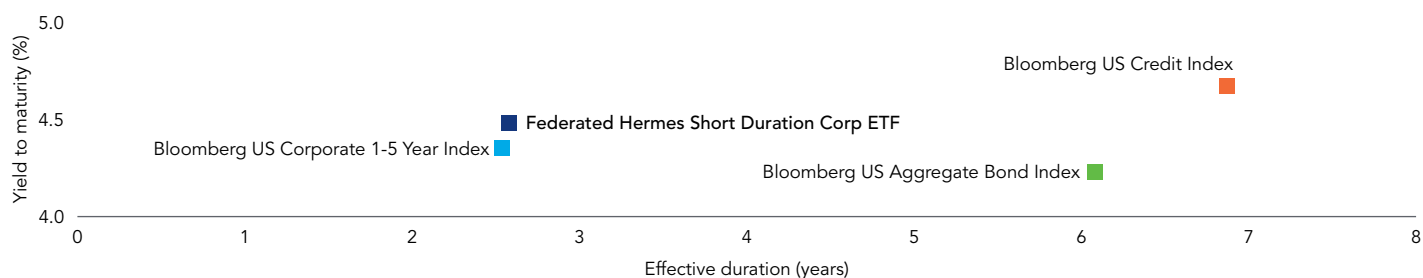 5.0
Yield to maturity (%)
Bloomberg US Credit Index
4.5
Federated Hermes Short Duration Corp ETF
Bloomberg US Corporate 1-5 Year Index
Bloomberg US Aggregate Bond Index
4.0
0 1 2 3 4 5 6 7 8
Effective duration (years)